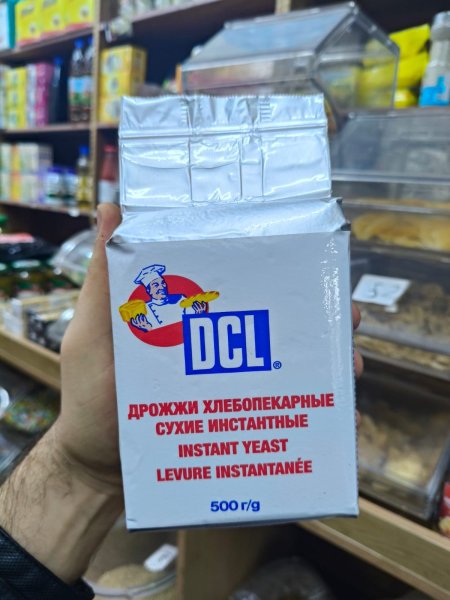 DCL®
ДРОЖЖИ ХЛЕБОПЕКАРНЫЕ
СУХИЕ ИНСТАНТНЫЕ
INSTANT YEAST
LEVURE INSTANTANÉE
500 г/g